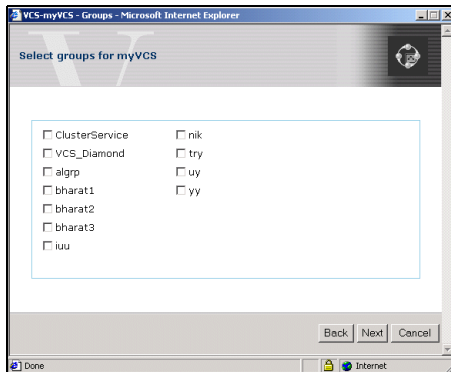 VCS-myVCS - Groups - Microsoft Internet Explorer
Select groups for myVCS
ClusterService
VCS_Diamond
algrp
bharat1
bharat2
bharat3
iuu
nik
try
uy
yy
Back Next Cancel
Done Internet